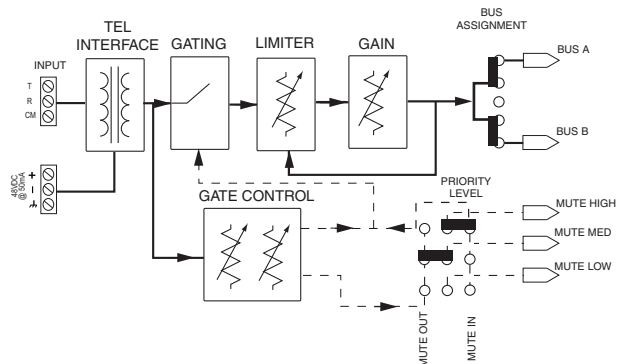 TEL
INTERFACE
GATING
LIMITER
GAIN
BUS
ASSIGNMENT
INPUT
T
R
CM
BUS A
BUS B
48VDC
@ 50mA
+
–
GATE CONTROL
PRIORITY
LEVEL
MUTE HIGH
MUTE MED
MUTE LOW
MUTE OUT
MUTE IN